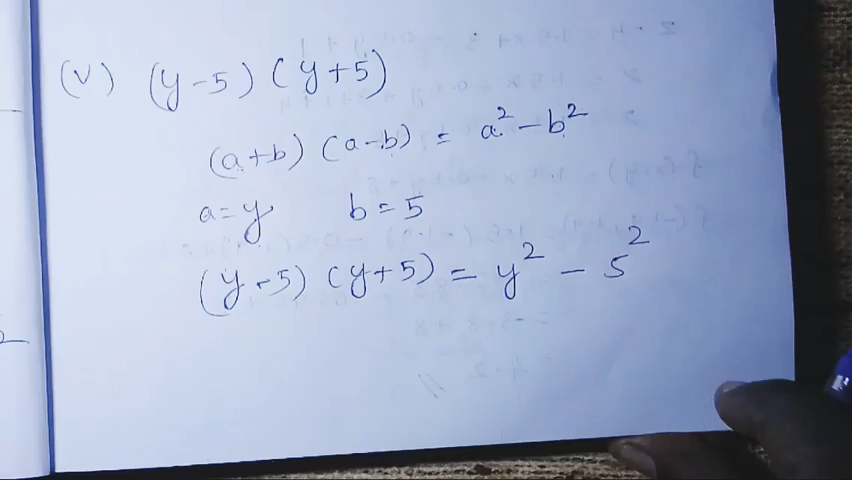 (v) (y-5) (y+5)
(a+b) (a-b) = a² - b²
a=y b=5
(y-5) (y+5) = y² - 5²